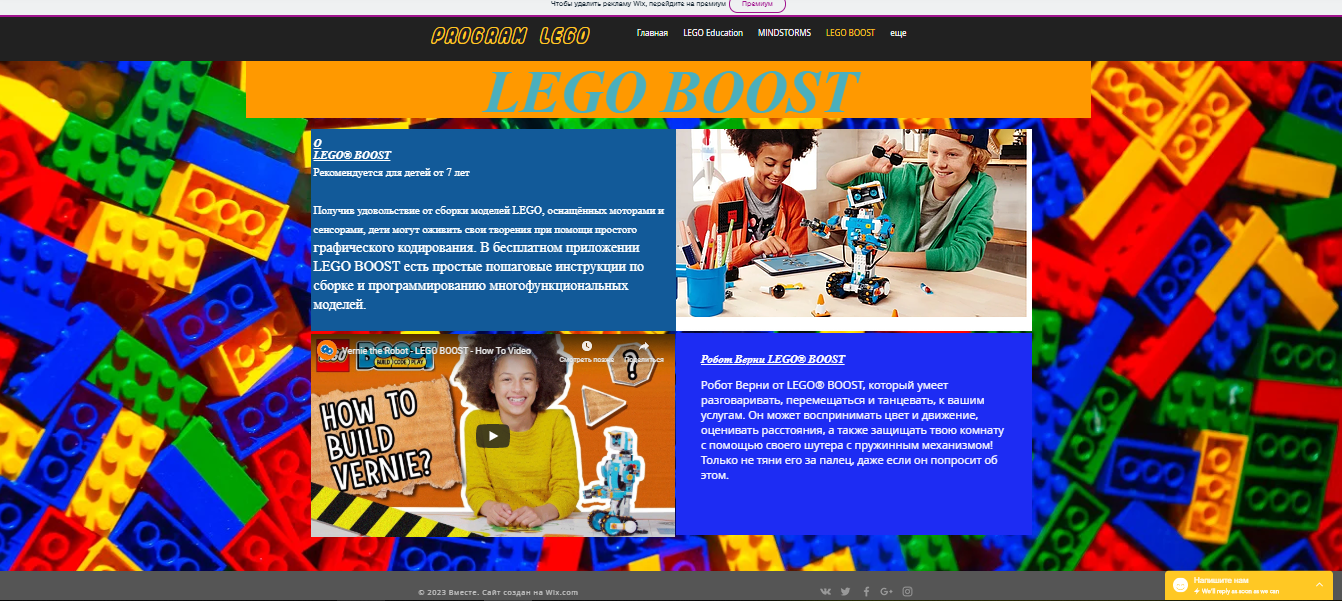 Чтобы удалить рекламу Wix, перейдите на премиум Премиум
PROGRAM LEGO
Главная LEGO Education MINDSTORMS LEGO BOOST еще
LEGO BOOST
О
LEGO® BOOST
Рекомендуется для детей от 7 лет
Получив удовольствие от сборки моделей LEGO, оснащённых моторами и
сенсорами, дети могут оживить свои творения при помощи простого
графического кодирования. В бесплатном приложении
LEGO BOOST есть простые пошаговые инструкции по
сборке и программированию многофункциональных
моделей.
Vernie the Robot - LEGO BOOST - How To Video
Смотреть позже Поделиться
LEGO BOOST
BUILD CODE PLAY
HOW TO
BUILD
VERNIE?
?
Робот Верни LEGO® BOOST
Робот Верни от LEGO® BOOST, который умеет
разговаривать, перемещаться и танцевать, к вашим
услугам. Он может воспринимать цвет и движение,
оценивать расстояния, а также защищать твою комнату
с помощью своего шутера с пружинным механизмом!
Только не тяни его за палец, даже если он попросит об
этом.
© 2023 Вместе. Сайт создан на Wix.com
Напишите нам
We'll reply as soon as we can